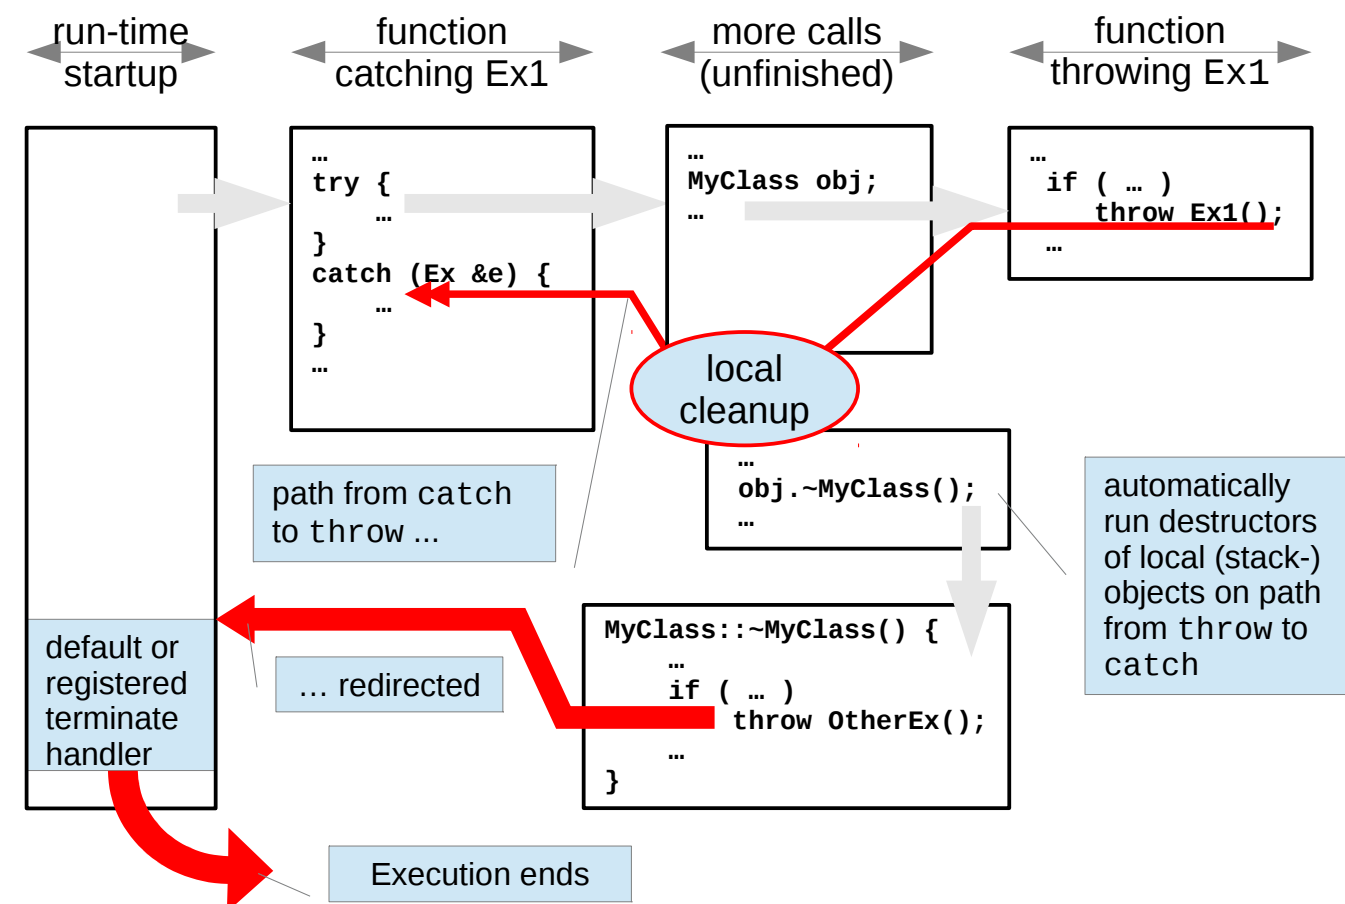 run-time
startup
function
catching Ex1
more calls
(unfinished)
function
throwing Ex1
…
try {
…
}
catch (Ex &e) {
…
}
…
…
MyClass obj;
…
…
if ( … )
throw Ex1();
…
local
cleanup
…
obj.~MyClass();
…
path from catch
to throw ...
automatically
run destructors
of local (stack-)
objects on path
from throw to
catch
MyClass::~MyClass() {
…
if ( … )
throw OtherEx();
…
}
default or
registered
terminate
handler
… redirected
Execution ends